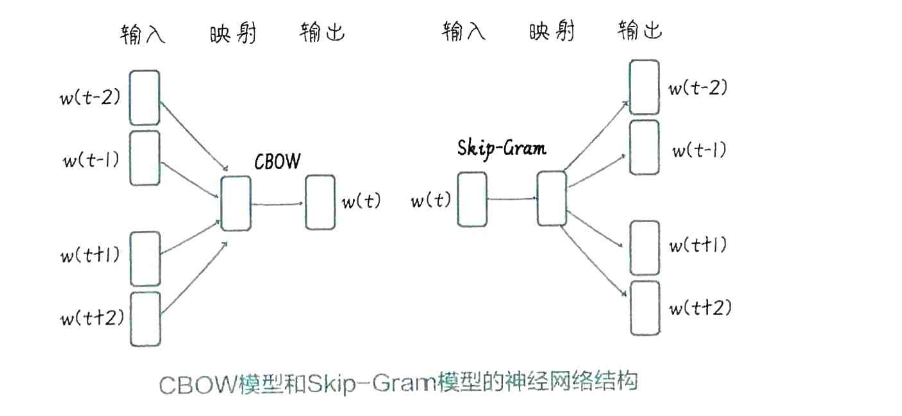 输入 映射 输出
w(t-2)
w(t-1)
CBOW
w(t)
w(t+1)
w(t+2)
输入 映射 输出
w(t-2)
Skip-Gram
w(t-1)
w(t)
w(t+1)
w(t+2)
CBOW模型和Skip-Gram模型的神经网络结构